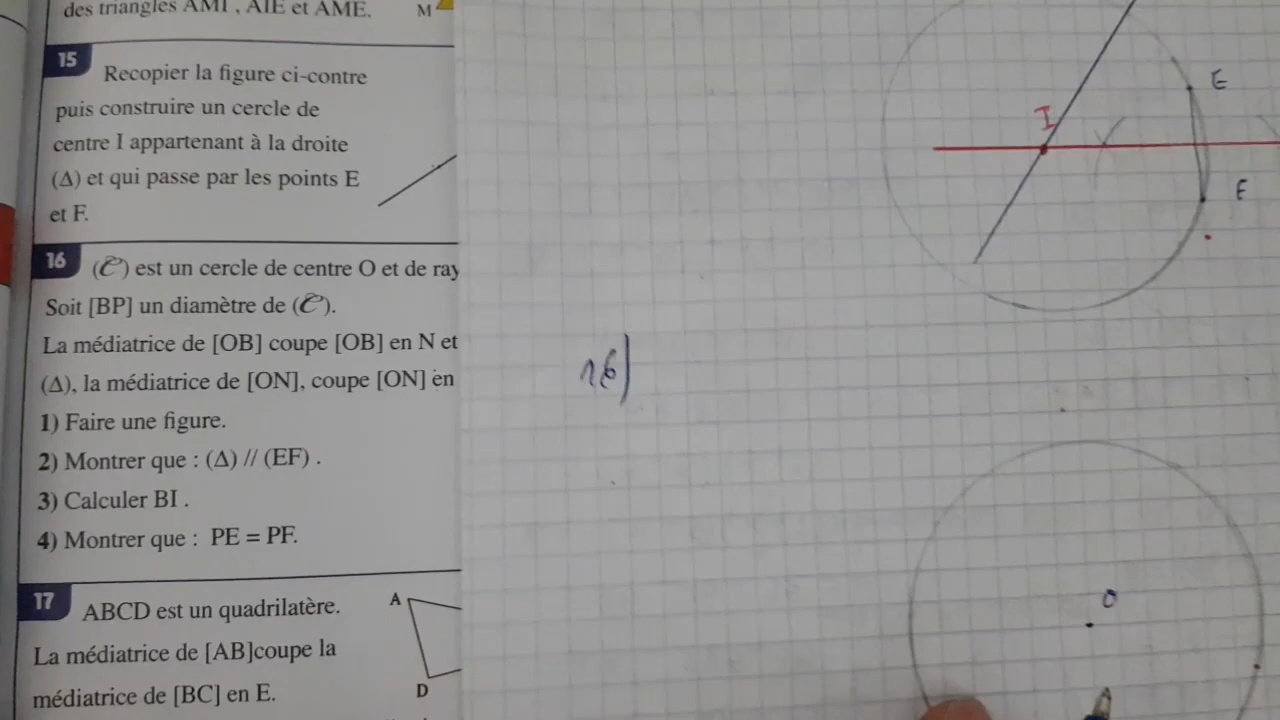 des triangles AMI , AIE et AME.
M
15
Recopier la figure ci-contre
puis construire un cercle de
centre I appartenant à la droite
(Δ) et qui passe par les points E
et F.
16
(𝒞) est un cercle de centre O et de ray
Soit [BP] un diamètre de (𝒞).
La médiatrice de [OB] coupe [OB] en N et
(Δ), la médiatrice de [ON], coupe [ON] en
1) Faire une figure.
2) Montrer que : (Δ) // (EF) .
3) Calculer BI .
4) Montrer que : PE = PF.
17
ABCD est un quadrilatère.
La médiatrice de [AB]coupe la
médiatrice de [BC] en E.
A
D
I
E
F
16)
O